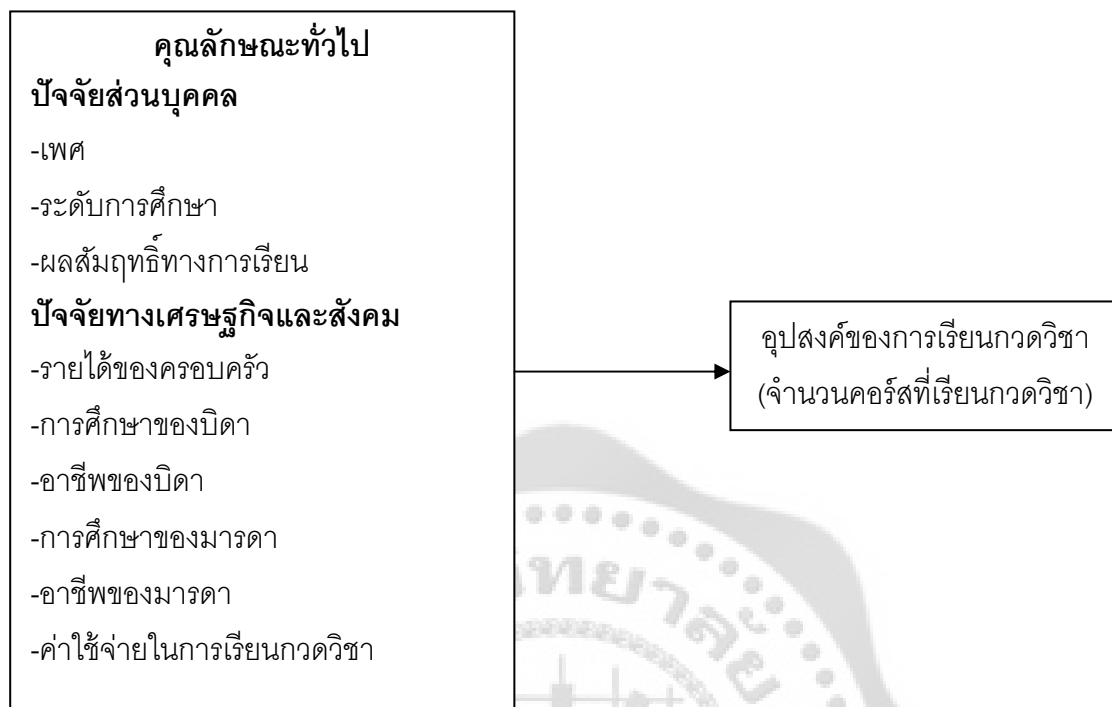 คุณลักษณะทั่วไป
ปัจจัยส่วนบุคคล
-เพศ
-ระดับการศึกษา
-ผลสัมฤทธิ์ทางการเรียน
ปัจจัยทางเศรษฐกิจและสังคม
-รายได้ของครอบครัว
-การศึกษาของบิดา
-อาชีพของบิดา
-การศึกษาของมารดา
-อาชีพของมารดา
-ค่าใช้จ่ายในการเรียนกวดวิชา
อุปสงค์ของการเรียนกวดวิชา
(จำนวนคอร์สที่เรียนกวดวิชา)